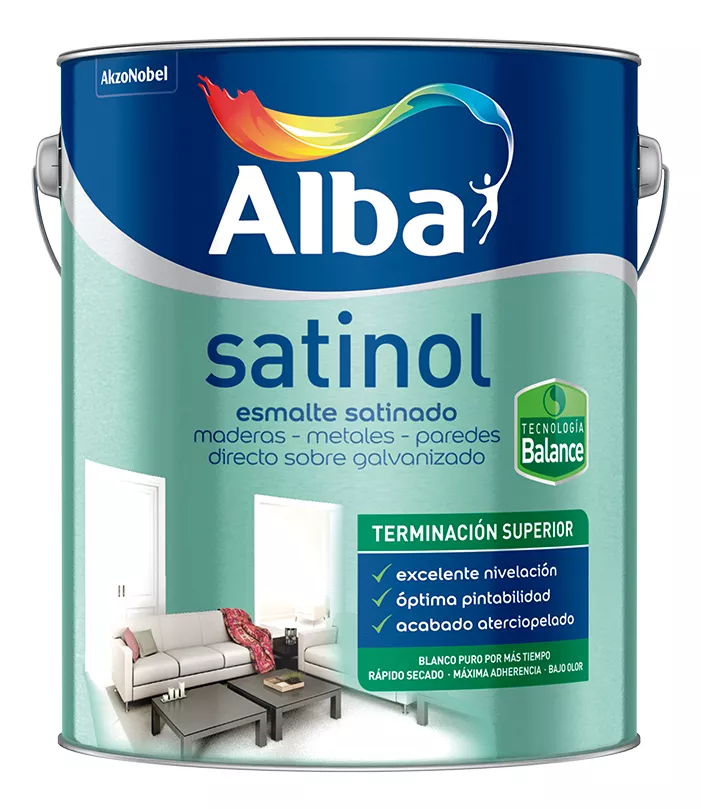 AkzoNobel
Alba
satinol
esmalte satinado
maderas - metales - paredes
directo sobre galvanizado
TECNOLOGÍA
Balance
TERMINACIÓN SUPERIOR
excelente nivelación
óptima pintabilidad
acabado aterciopelado
BLANCO PURO POR MÁS TIEMPO
RÁPIDO SECADO · MÁXIMA ADHERENCIA · BAJO OLOR